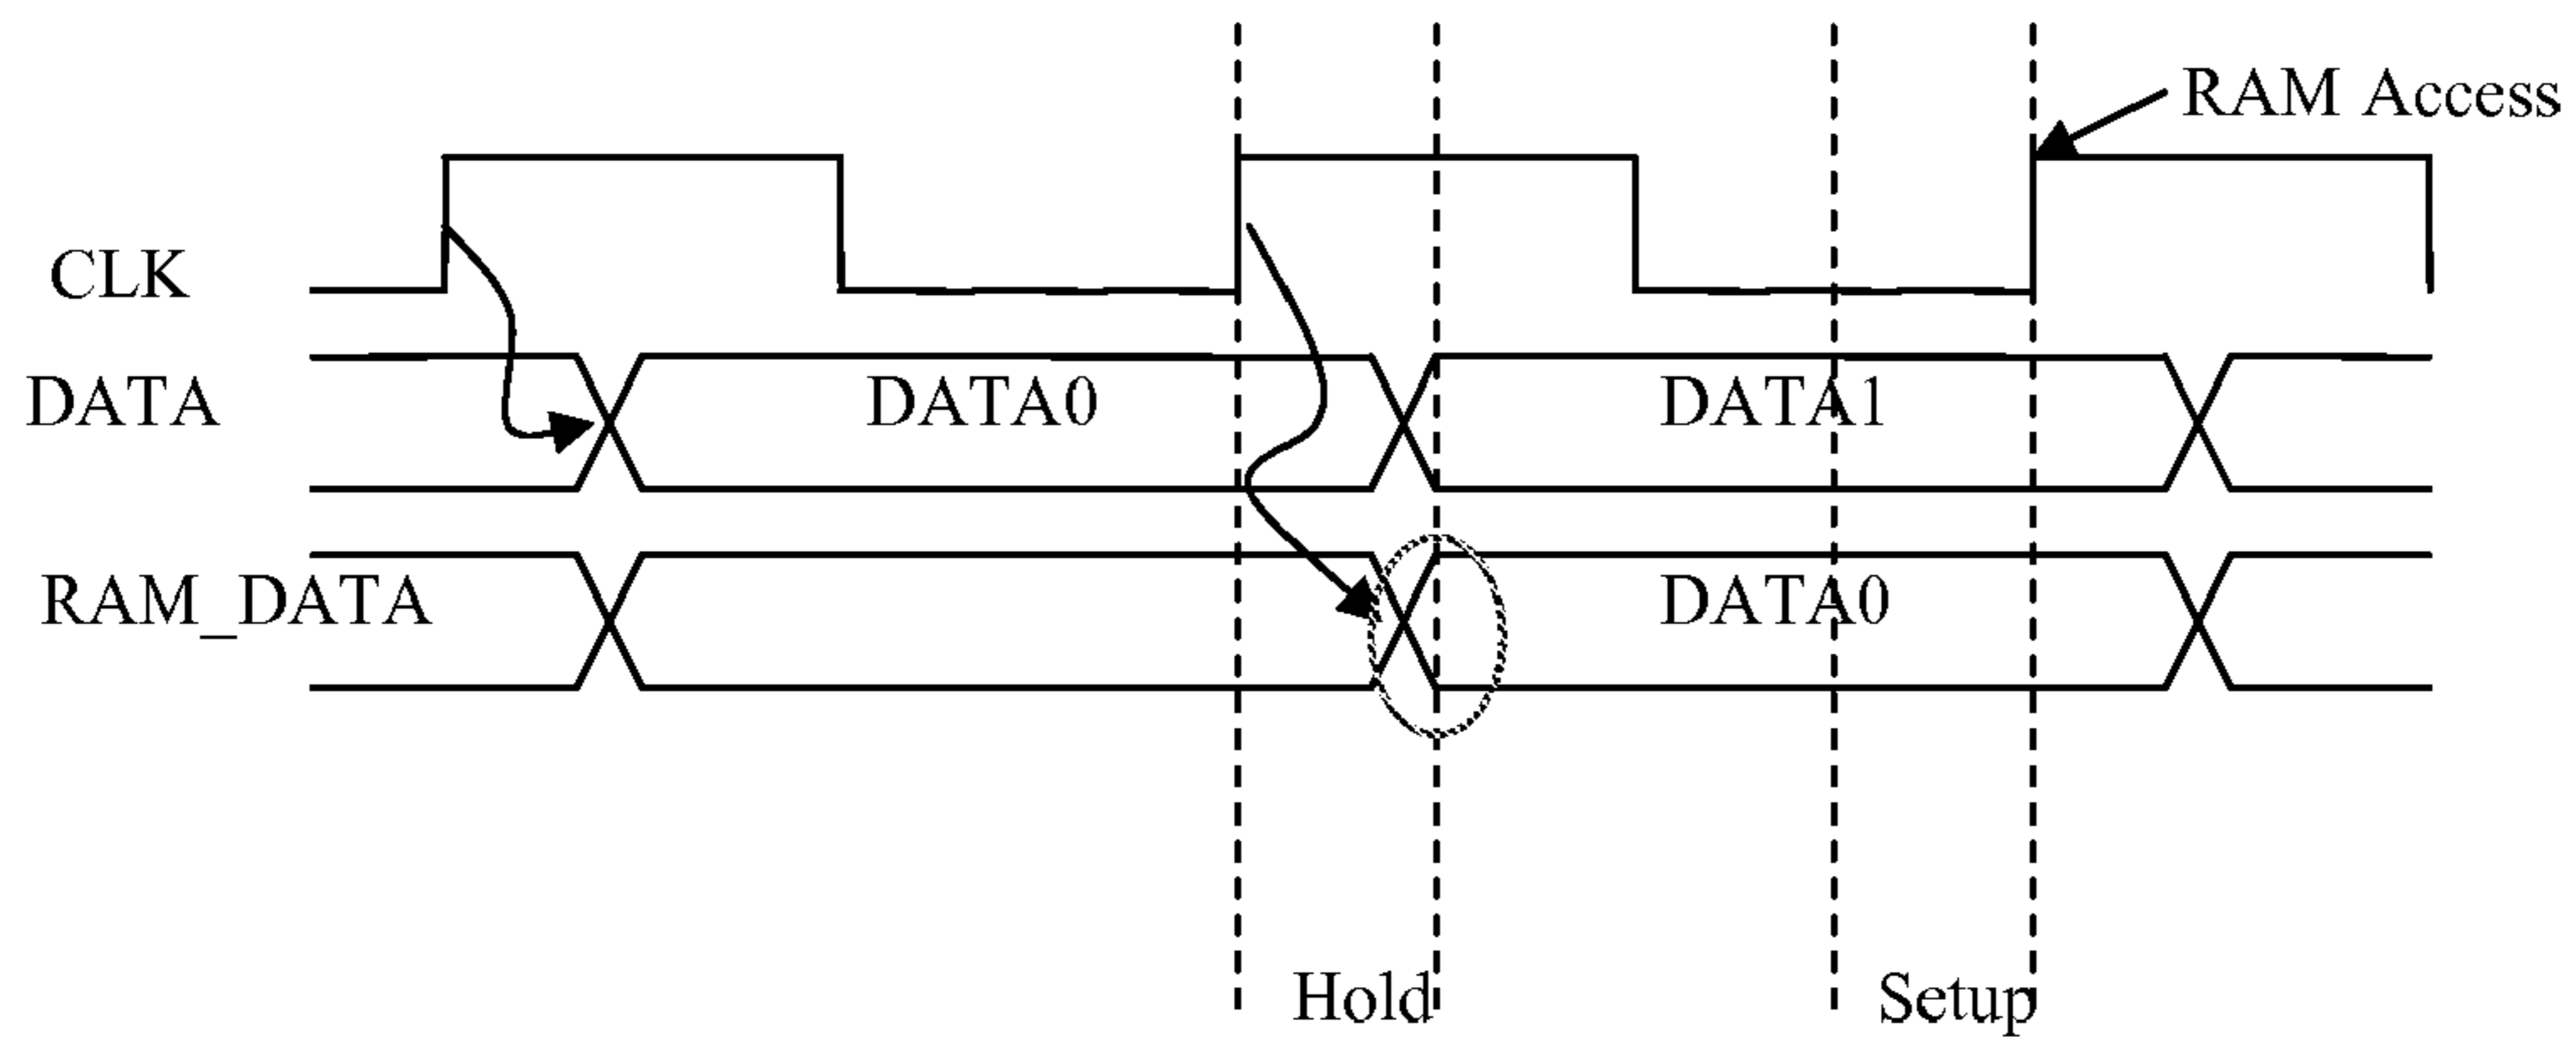 RAM Access
CLK
DATA
DATA0
DATA1
RAM_DATA
DATA0
Hold
Setup